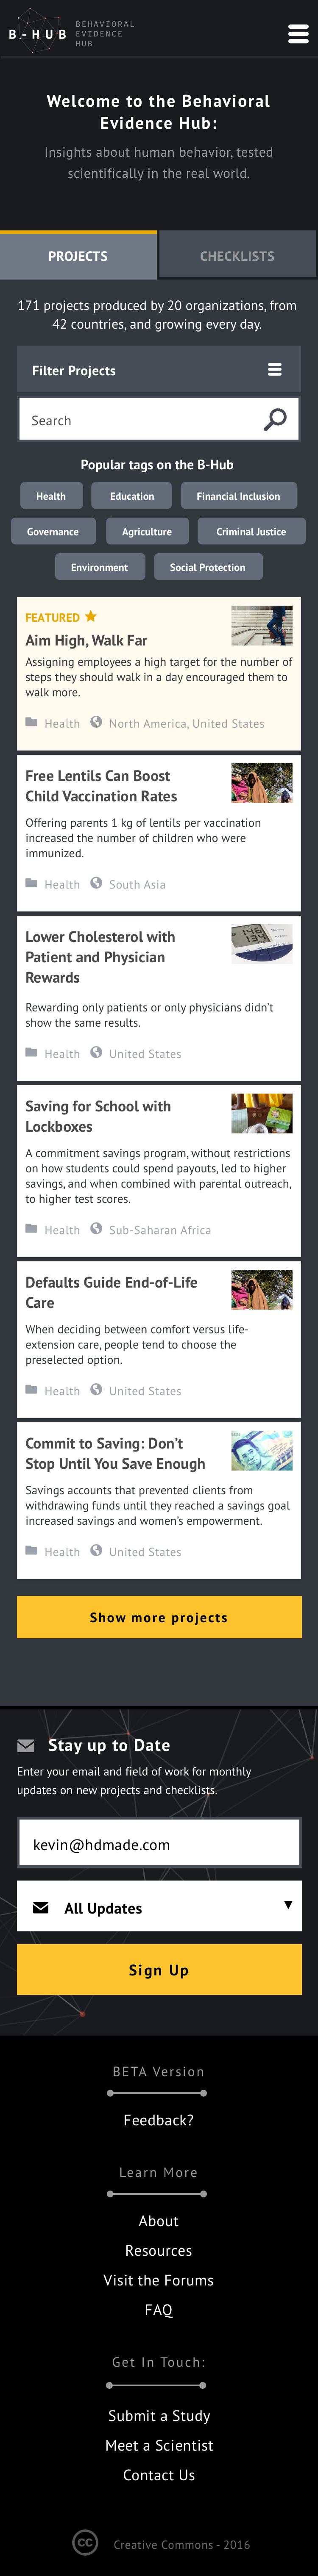 B-HUB
BEHAVIORAL
EVIDENCE
HUB
Welcome to the Behavioral
Evidence Hub:
Insights about human behavior, tested
scientifically in the real world.
PROJECTS
CHECKLISTS
171 projects produced by 20 organizations, from
42 countries, and growing every day.
Filter Projects
Search
Popular tags on the B-Hub
Health
Education
Financial Inclusion
Governance
Agriculture
Criminal Justice
Environment
Social Protection
FEATURED
Aim High, Walk Far
Assigning employees a high target for the number of
steps they should walk in a day encouraged them to
walk more.
Health
North America, United States
Free Lentils Can Boost
Child Vaccination Rates
Offering parents 1 kg of lentils per vaccination
increased the number of children who were
immunized.
Health
South Asia
Lower Cholesterol with
Patient and Physician
Rewards
Rewarding only patients or only physicians didn't
show the same results.
Health
United States
Saving for School with
Lockboxes
A commitment savings program, without restrictions
on how students could spend payouts, led to higher
savings, and when combined with parental outreach,
to higher test scores.
Health
Sub-Saharan Africa
Defaults Guide End-of-Life
Care
When deciding between comfort versus life-
extension care, people tend to choose the
preselected option.
Health
United States
Commit to Saving: Don't
Stop Until You Save Enough
Savings accounts that prevented clients from
withdrawing funds until they reached a savings goal
increased savings and women's empowerment.
Health
United States
Show more projects
Stay up to Date
Enter your email and field of work for monthly
updates on new projects and checklists.
kevin@hdmade.com
All Updates
Sign Up
BETA Version
Feedback?
Learn More
About
Resources
Visit the Forums
FAQ
Get In Touch:
Submit a Study
Meet a Scientist
Contact Us
cc
Creative Commons - 2016